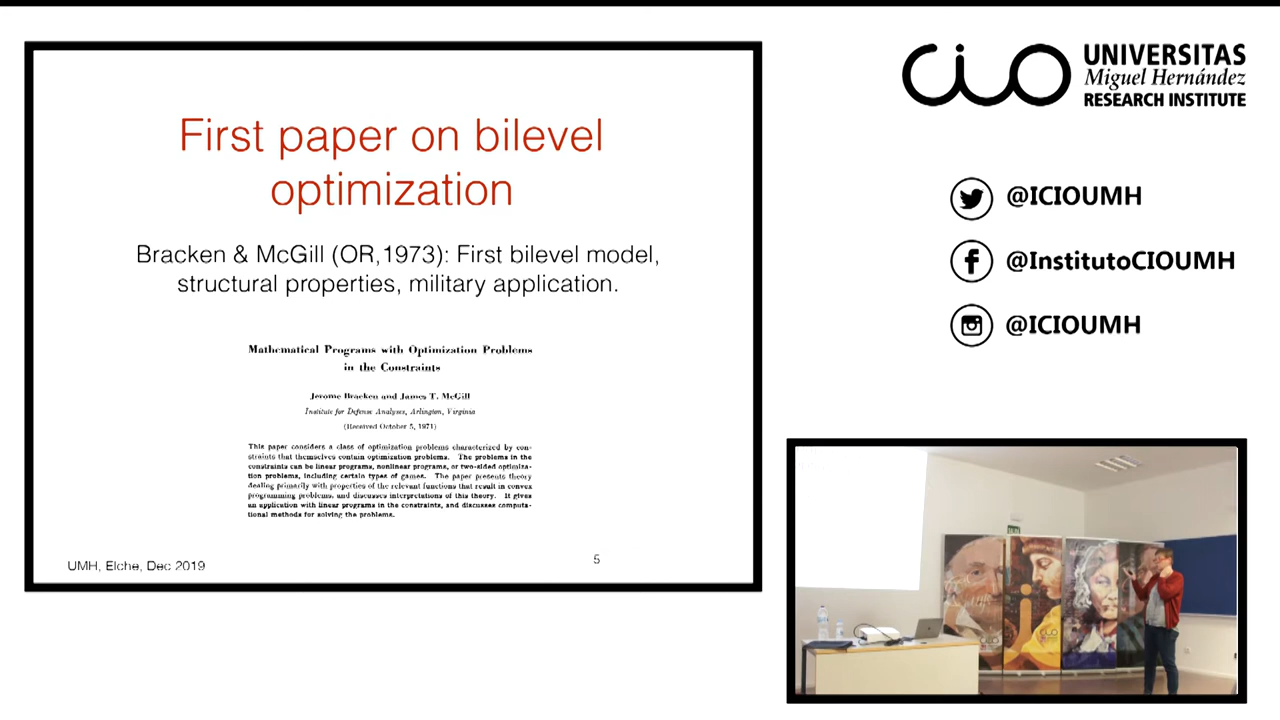 First paper on bilevel
optimization
Bracken & McGill (OR,1973): First bilevel model,
structural properties, military application.
Mathematical Programs with Optimization Problems
in the Constraints
Jerome Bracken and James T. McGill
Institute for Defense Analyses, Arlington, Virginia
(Received October 5, 1971)
This paper considers a class of optimization problems characterized by con-
straints that themselves contain optimization problems. The problems in the
constraints can be linear programs, nonlinear programs, or two-sided optimiza-
tion problems, including certain types of games. The paper presents theory
dealing primarily with properties of the relevant functions that result in convex
programming problems, and discusses interpretations of this theory. It gives
an application with linear programs in the constraints, and discusses computa-
tional methods for solving the problems.
UMH, Elche, Dec 2019
5
cio
UNIVERSITAS
Miguel Hernández
RESEARCH INSTITUTE
@ICIOUMH
@InstitutoCIOUMH
@ICIOUMH